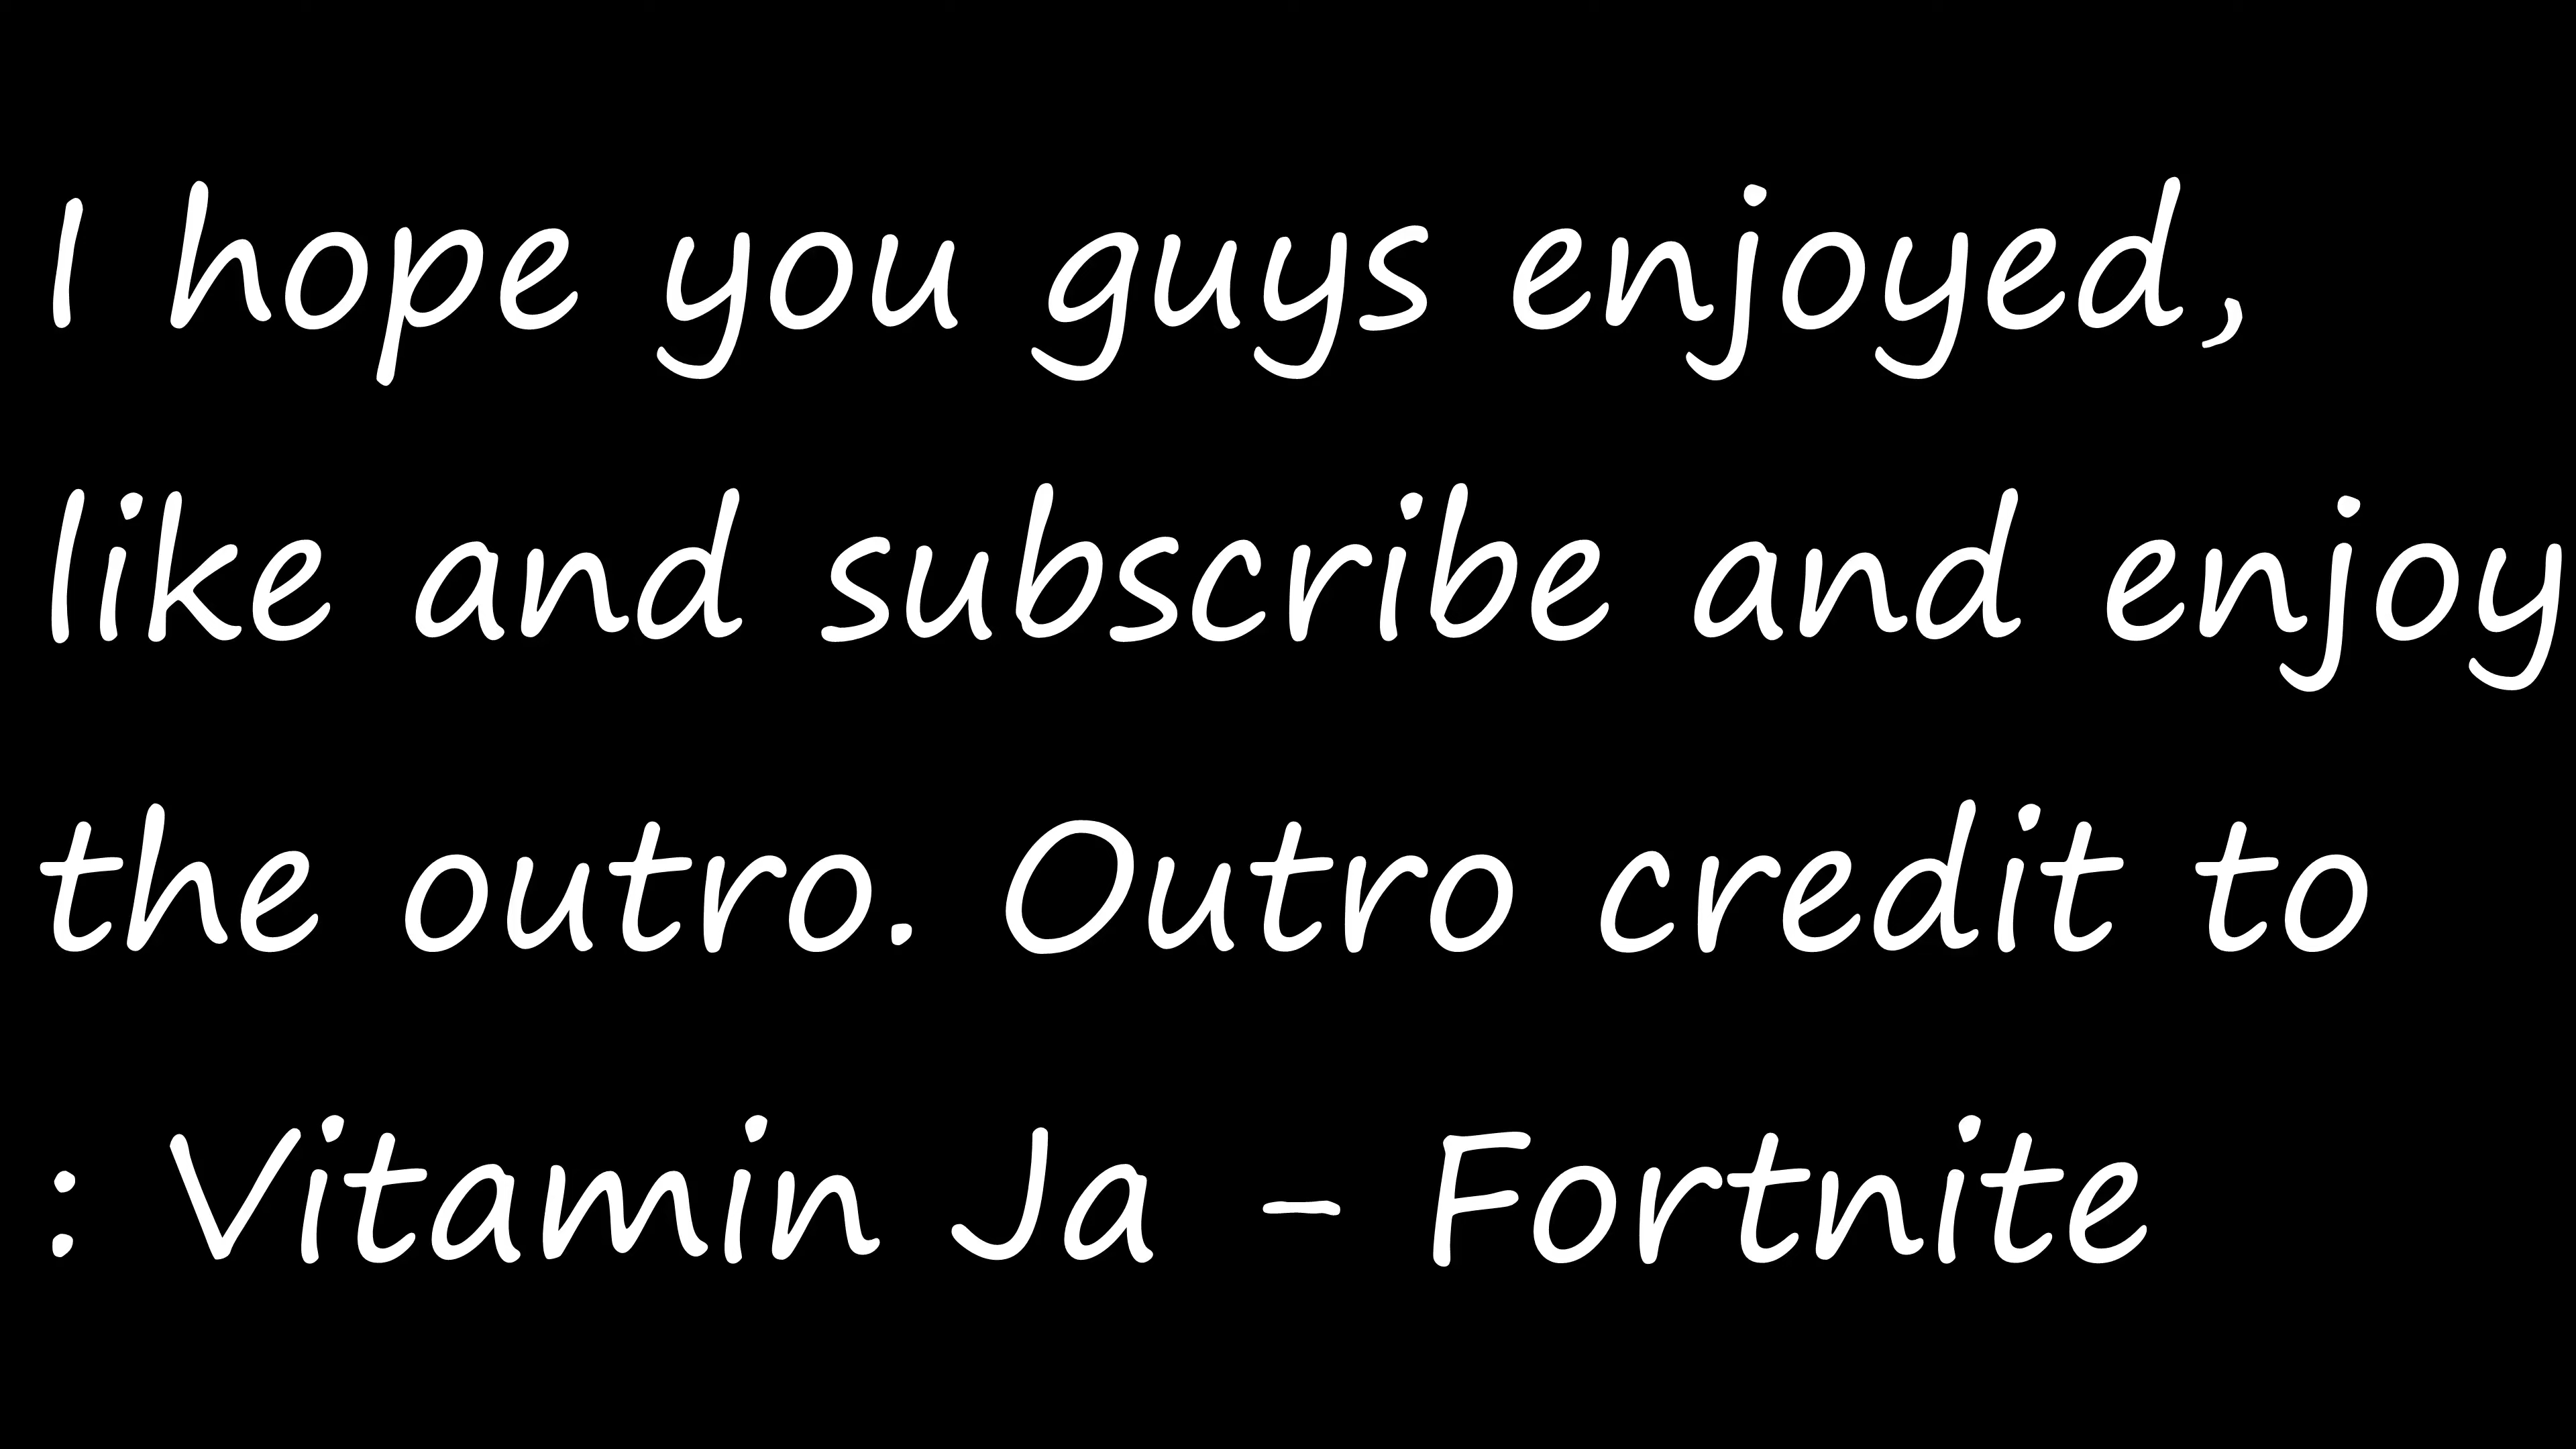 I hope you guys enjoyed,
like and subscribe and enjoy
the outro. Outro credit to
: Vitamin Ja - Fortnite